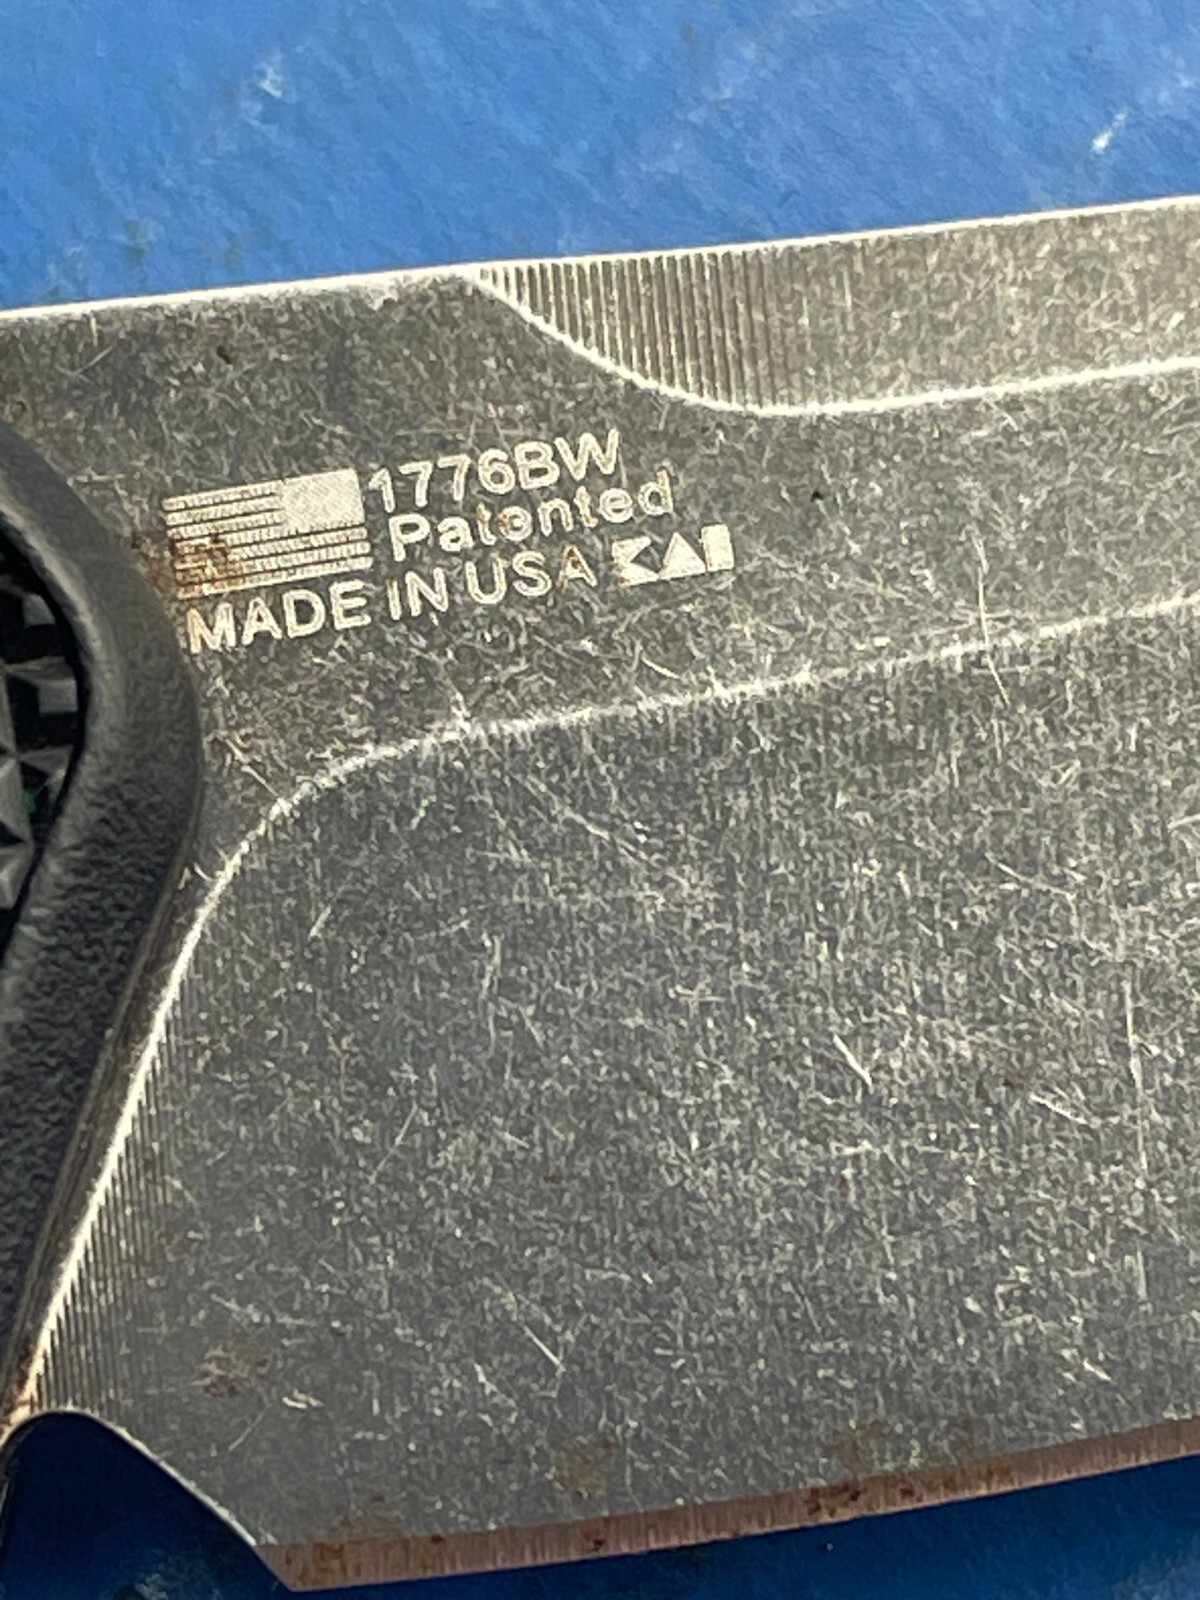 1776BW
Patented
MADE IN USA KAI